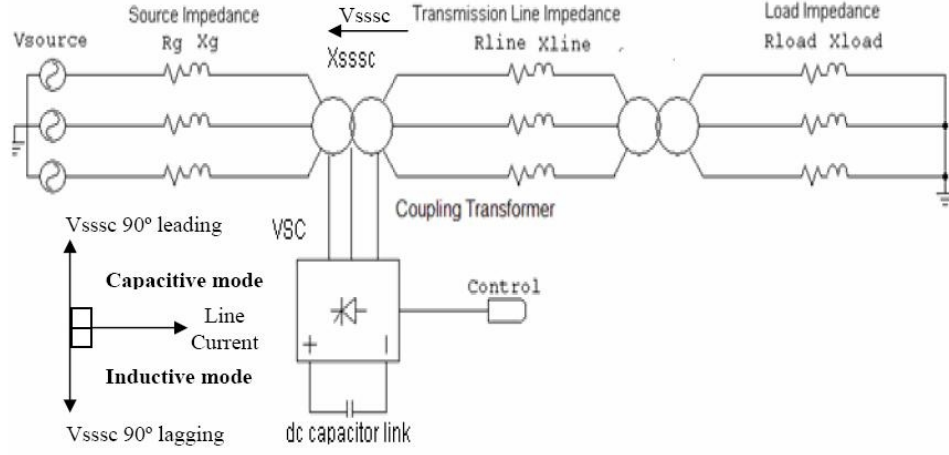 Source Impedance
Vsssc
Transmission Line Impedance
Load Impedance
Vsource
Rg Xg
Xsssc
Rline Xline
Rload Xload
Vsssc 90º leading
VSC
Coupling Transformer
Capacitive mode
Control
Line
Current
+
Inductive mode
Vsssc 90º lagging
dc capacitor link